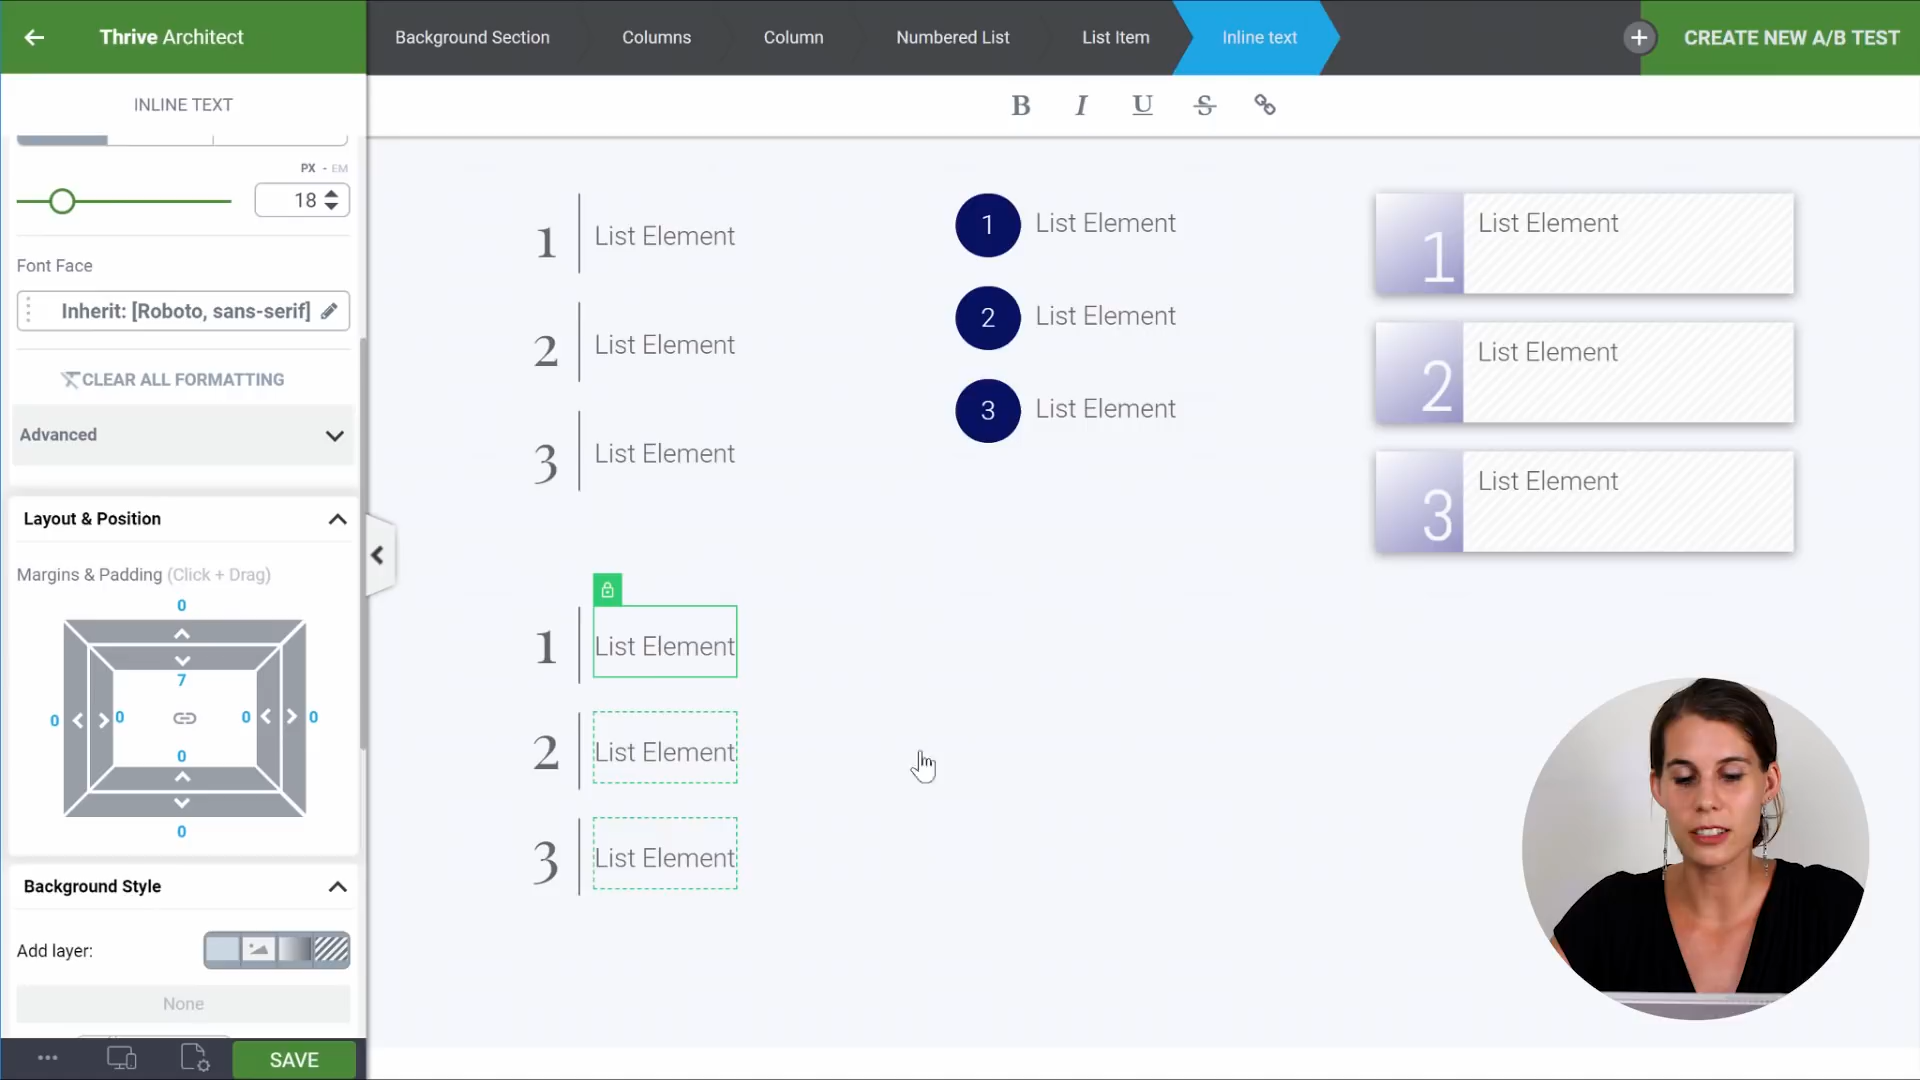 Thrive Architect
Background Section
Columns
Column
Numbered List
List Item
Inline text
+
CREATE NEW A/B TEST
INLINE TEXT
B I U S
PX - EM
18
Font Face
Inherit: [Roboto, sans-serif]
CLEAR ALL FORMATTING
Advanced
Layout & Position
Margins & Padding (Click + Drag)
0
7
0 0 0 0
0
0
Background Style
Add layer:
None
SAVE
1 List Element
2 List Element
3 List Element
1 List Element
2 List Element
3 List Element
1 List Element
2 List Element
3 List Element
1 List Element
2 List Element
3 List Element